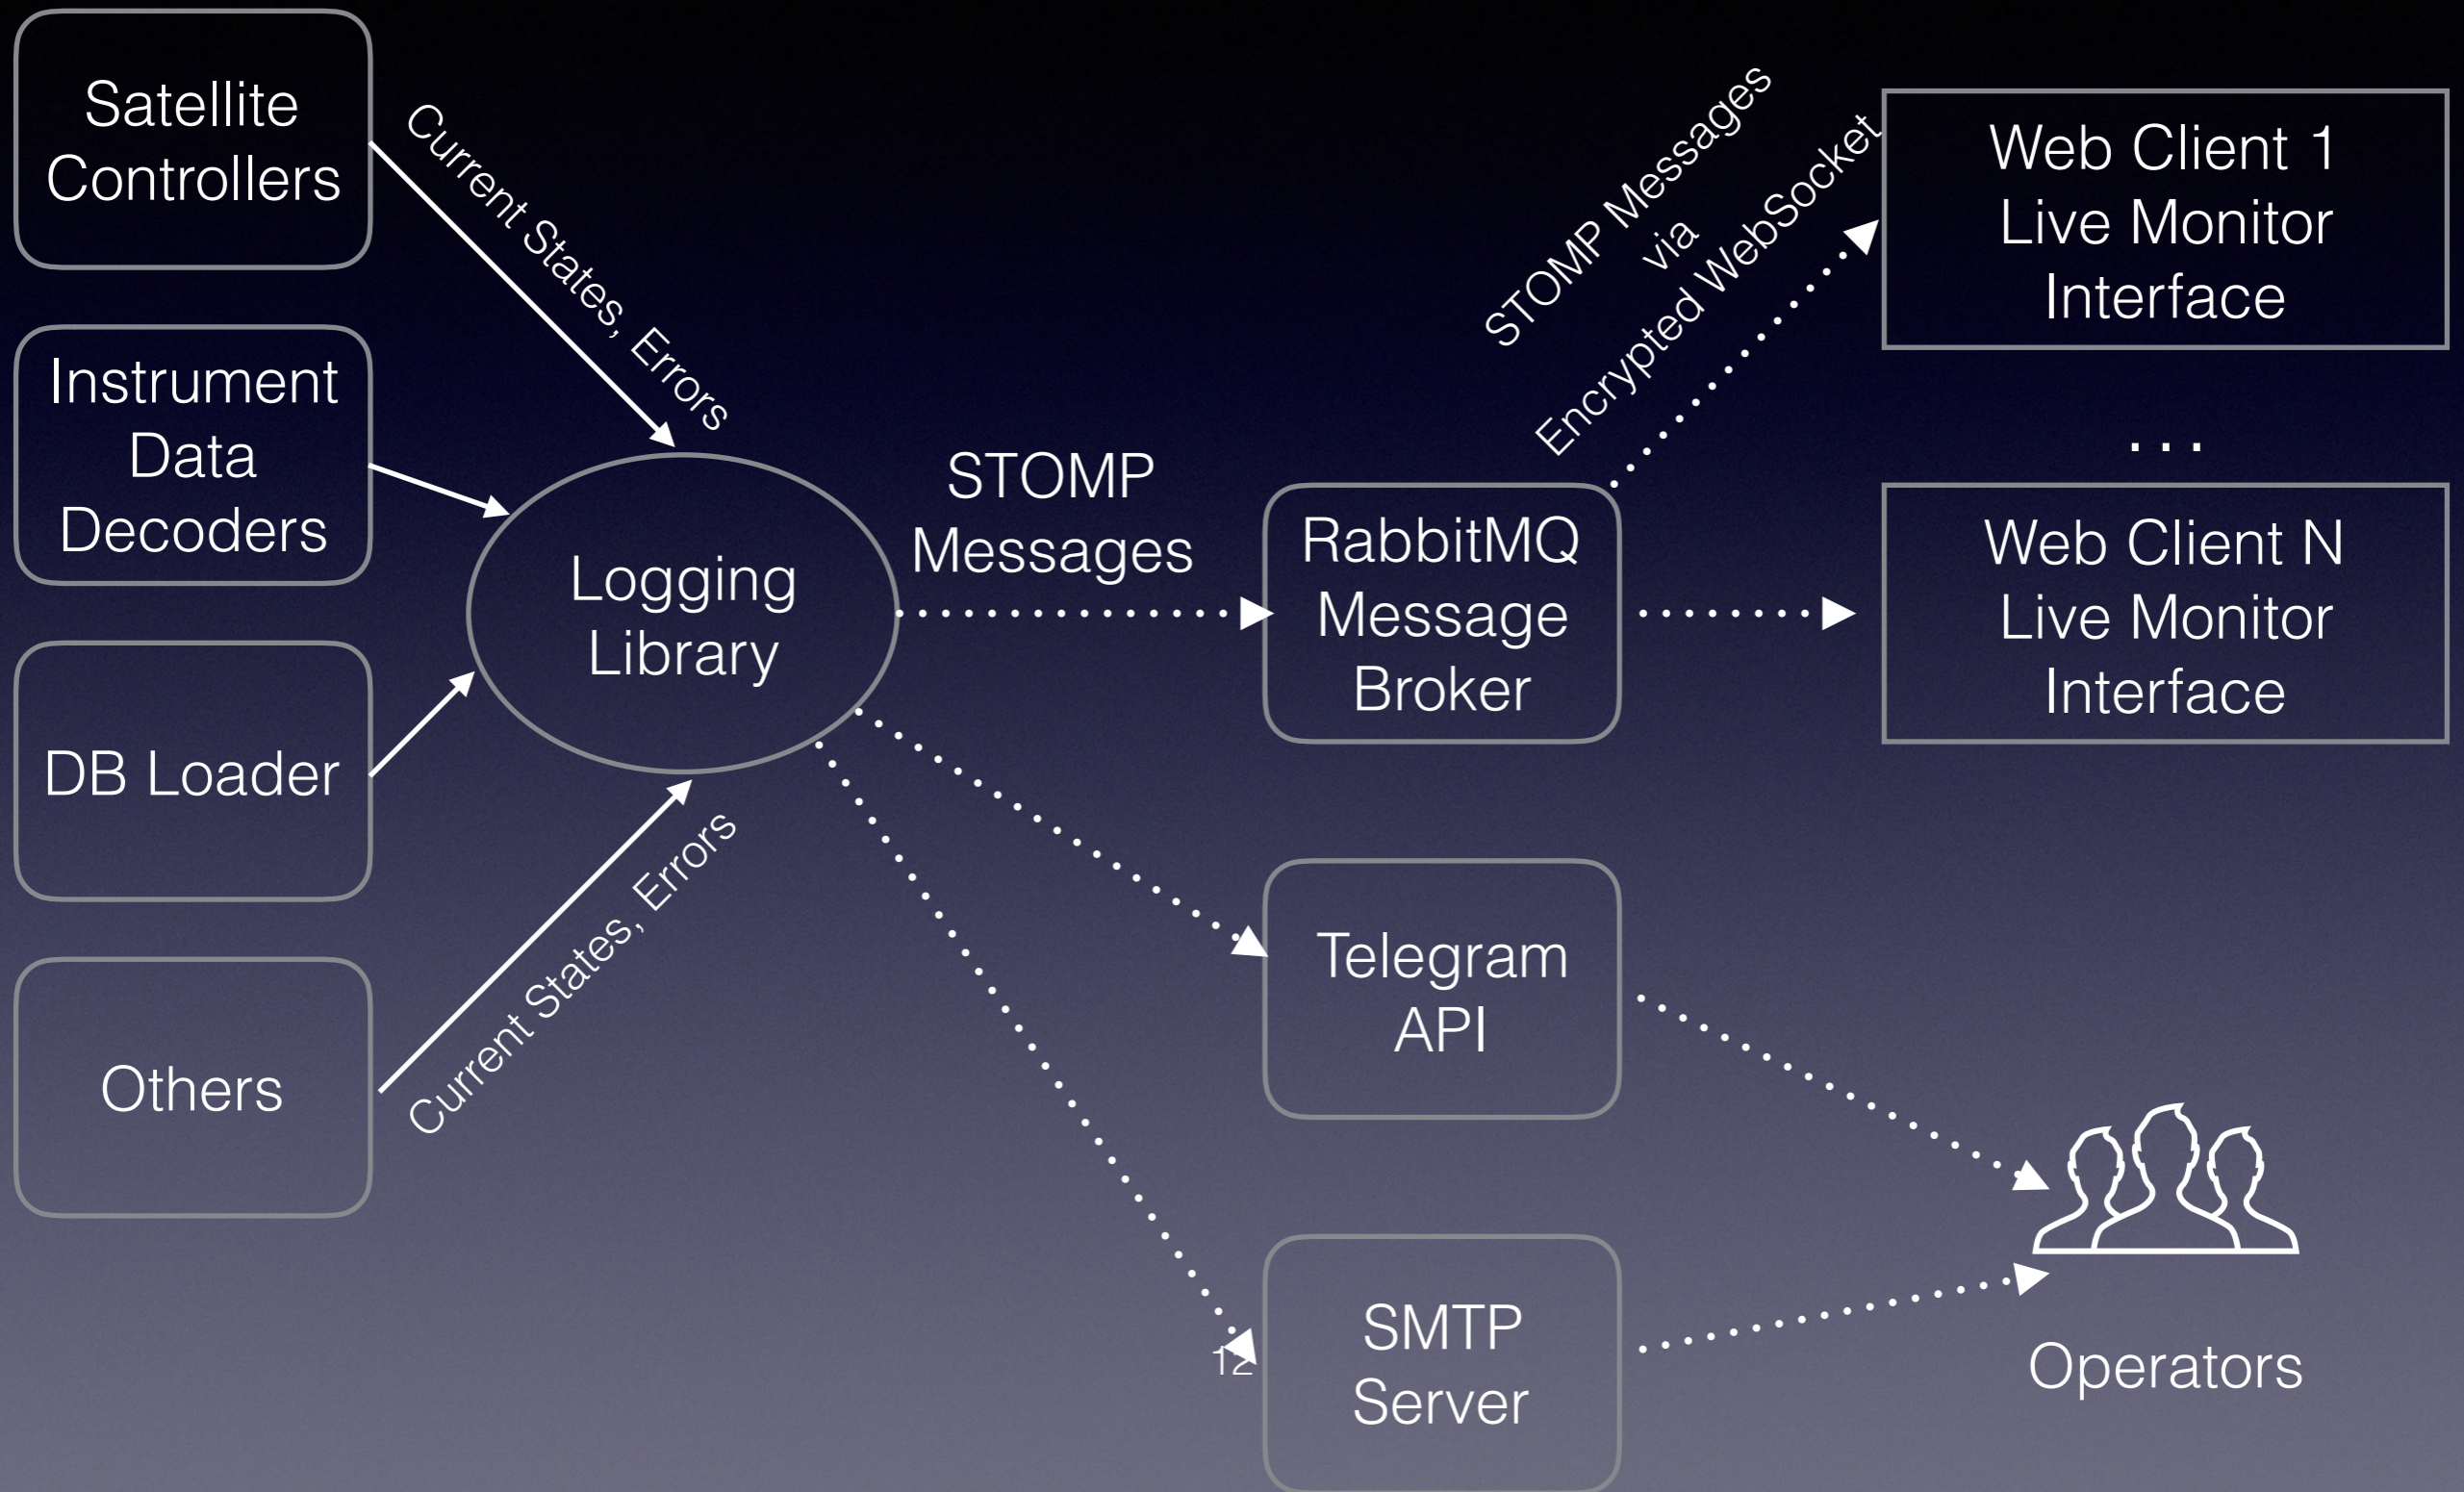 Satellite
Controllers
Instrument
Data
Decoders
DB Loader
Others
Current States, Errors
Current States, Errors
Logging
Library
STOMP
Messages
RabbitMQ
Message
Broker
STOMP Messages
via
Encrypted WebSocket
Web Client 1
Live Monitor
Interface
...
Web Client N
Live Monitor
Interface
Telegram
API
12
SMTP
Server
Operators